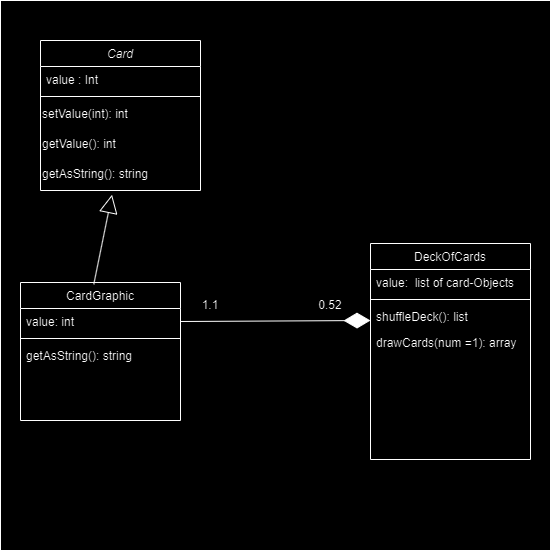 Card
value : Int
setValue(int): int
getValue(): int
getAsString(): string
CardGraphic
value: int
getAsString(): string
1.1
0.52
DeckOfCards
value:  list of card-Objects
shuffleDeck(): list
drawCards(num =1): array